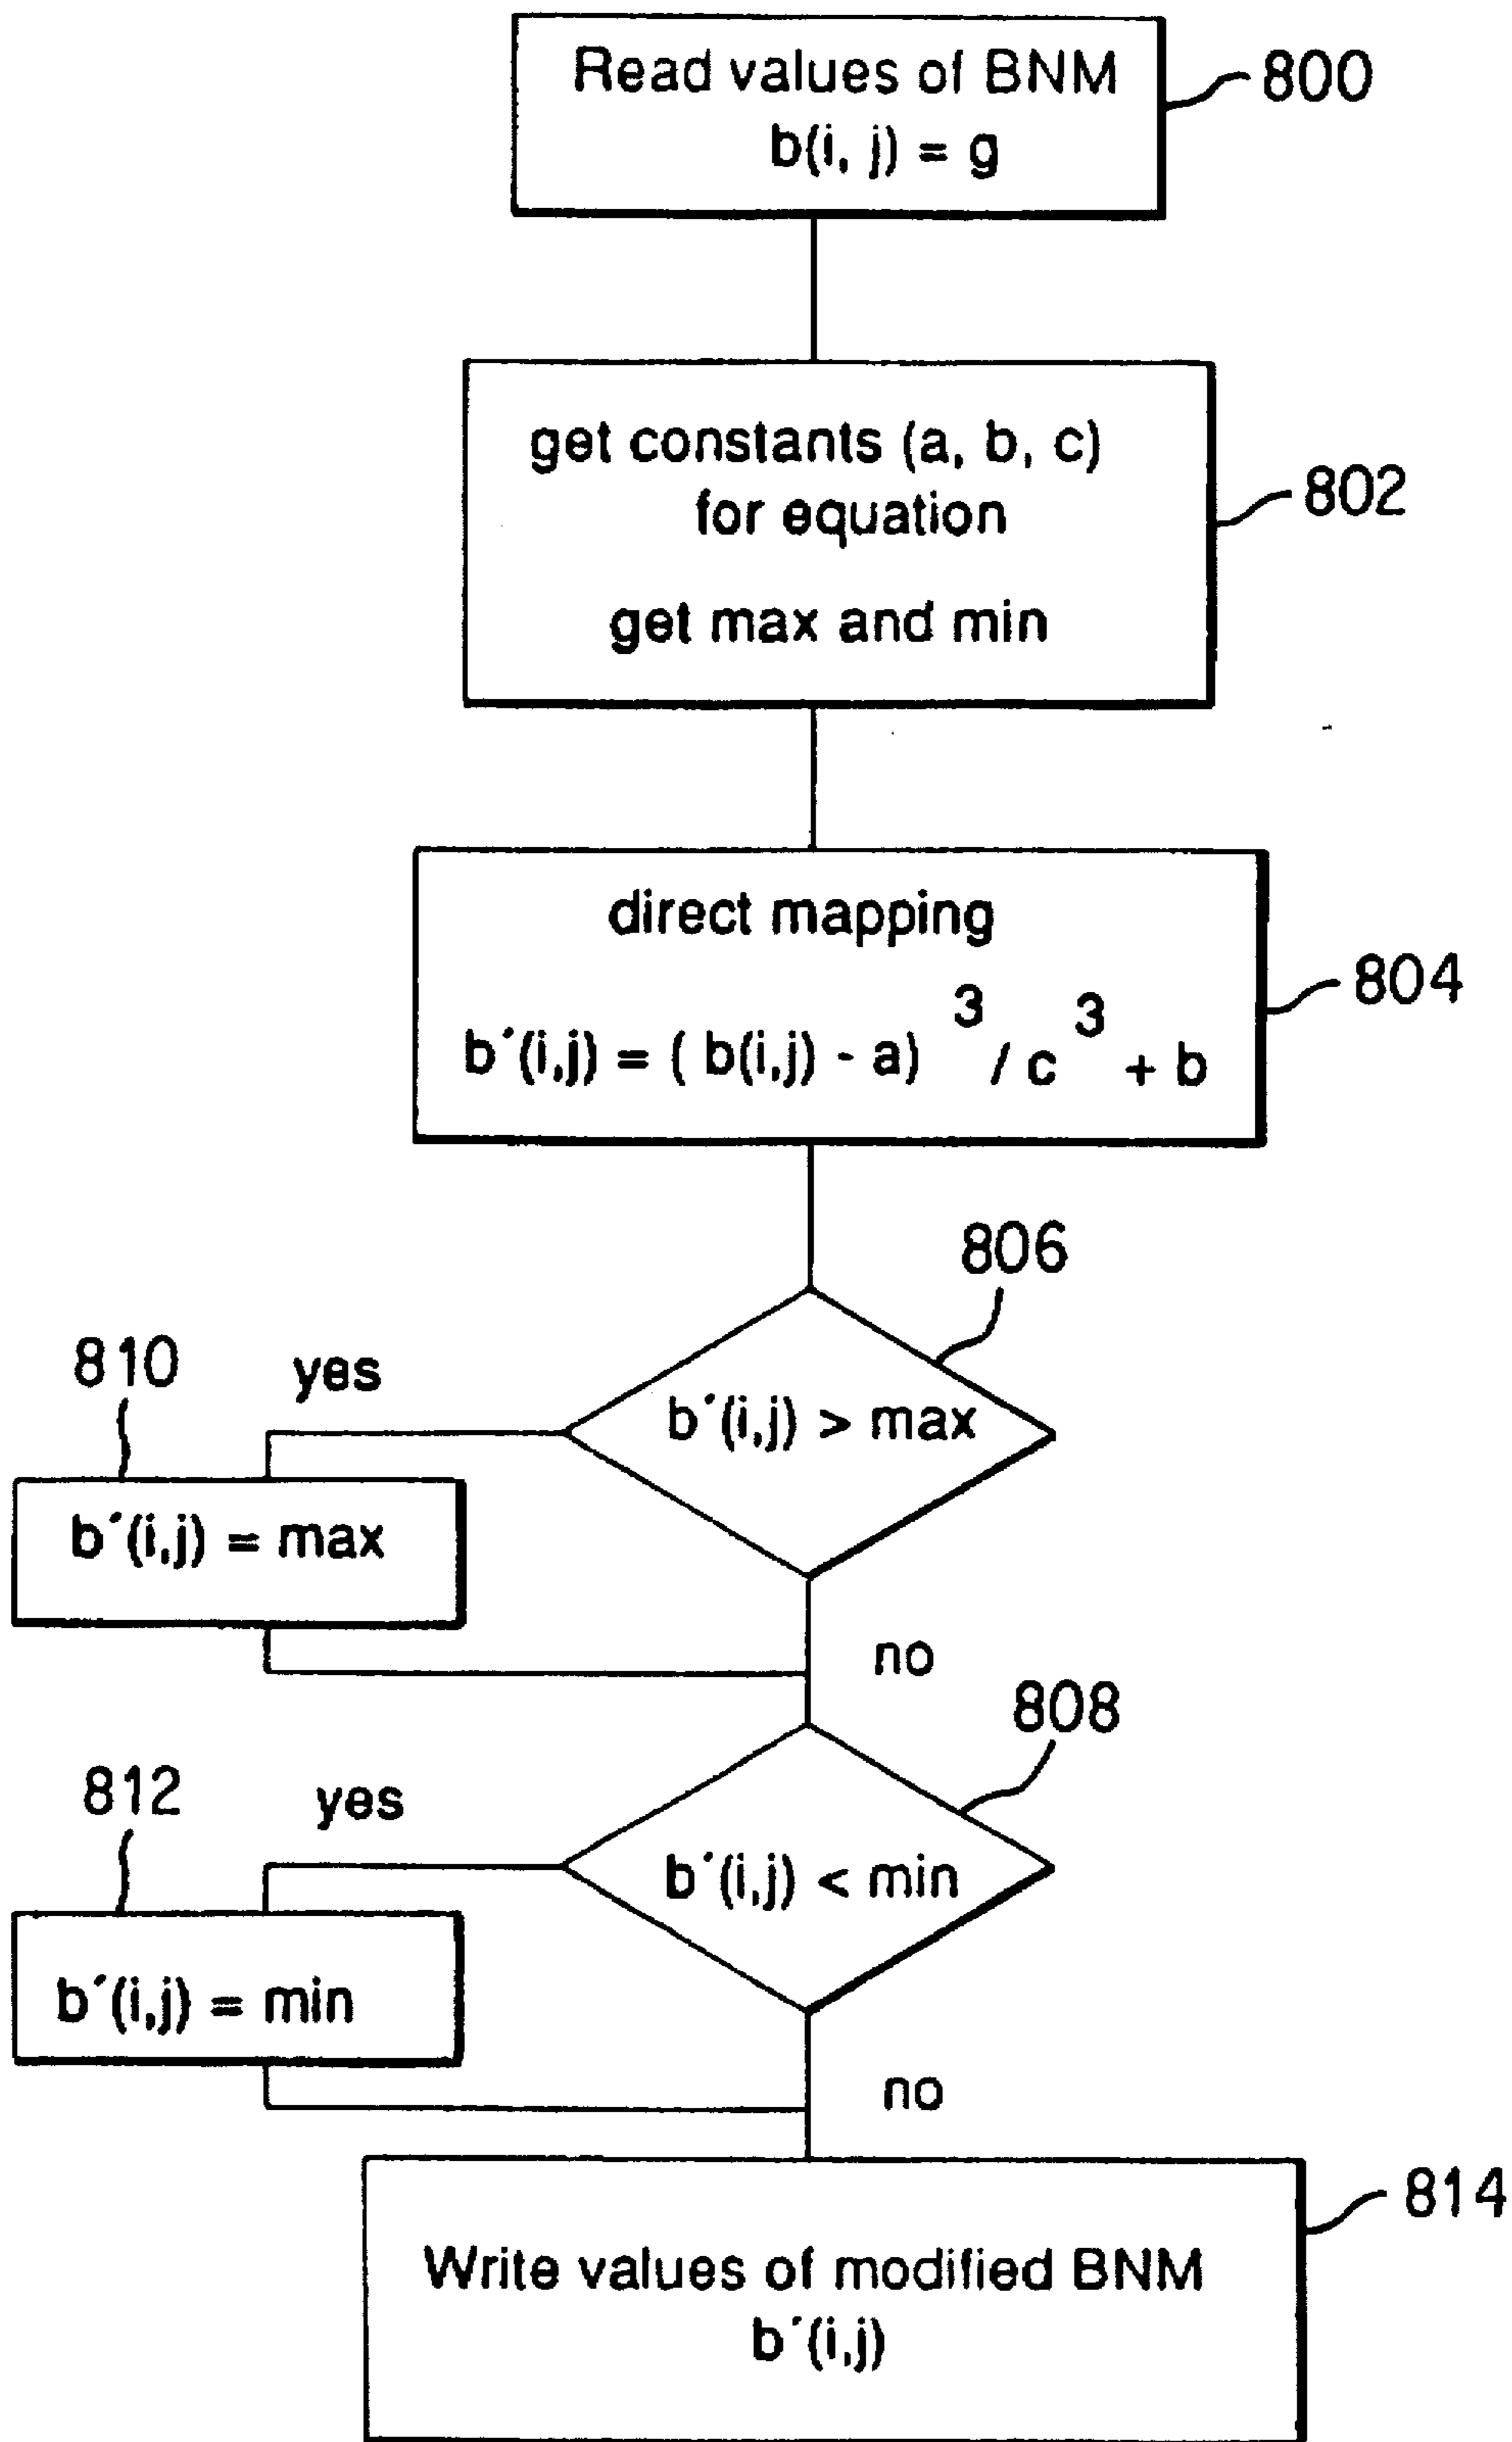 Read values of BNM
b(i, j) = g
800
get constants (a, b, c)
for equation
get max and min
802
direct mapping
b´(i,j) = ( b(i,j) - a) 3 / c 3 + b
804
806
b´(i,j) > max
yes
810
b´(i,j) = max
no
808
b´(i,j) < min
yes
812
b´(i,j) = min
no
Write values of modified BNM
b´(i,j)
814